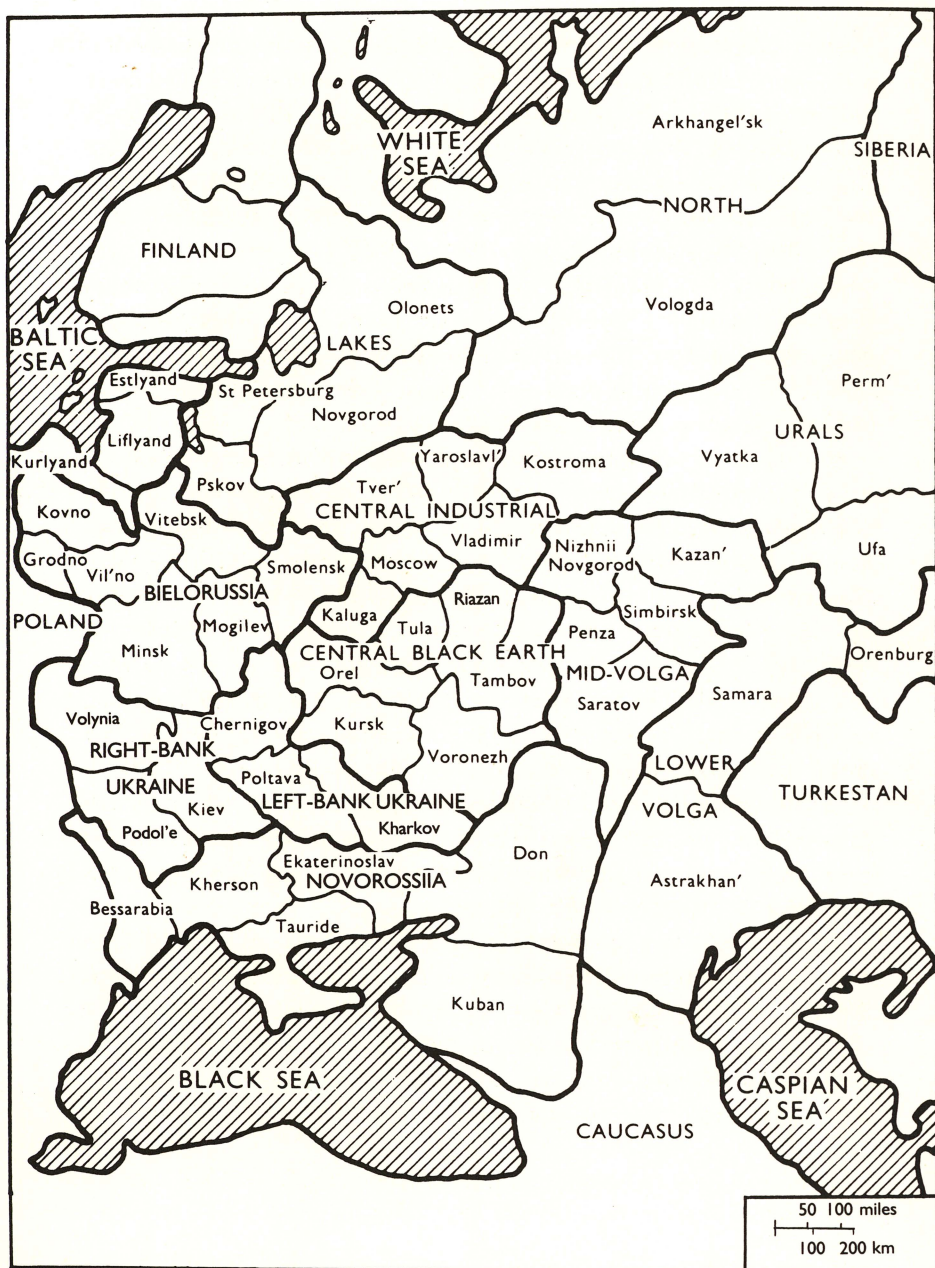 Arkhangel'sk
WHITE
SEA
SIBERIA
NORTH
FINLAND
Olonets
Vologda
BALTIC
SEA
LAKES
Perm'
Estlyand
St Petersburg
Novgorod
Liflyand
Yaroslavl'
URALS
Kurlyand
Kostroma
Vyatka
Pskov
Tver'
Kovno
Vitebsk
CENTRAL INDUSTRIAL
Vladimir
Nizhnii
Novgorod
Kazan'
Ufa
Grodno
Vil'no
Smolensk
Moscow
BIELORUSSIA
Riazan
Kaluga
Simbirsk
POLAND
Mogilev
Tula
Penza
Minsk
CENTRAL BLACK EARTH
Orenburg
Orel
Tambov
MID-VOLGA
Samara
Saratov
Volynia
Chernigov
Kursk
RIGHT-BANK
Voronezh
LOWER
Poltava
UKRAINE
LEFT-BANK UKRAINE
TURKESTAN
Kiev
VOLGA
Podol'e
Kharkov
Ekaterinoslav
Don
Kherson
NOVOROSSIIA
Astrakhan'
Bessarabia
Tauride
Kuban
BLACK SEA
CASPIAN
SEA
CAUCASUS
50 100 miles
100 200 km